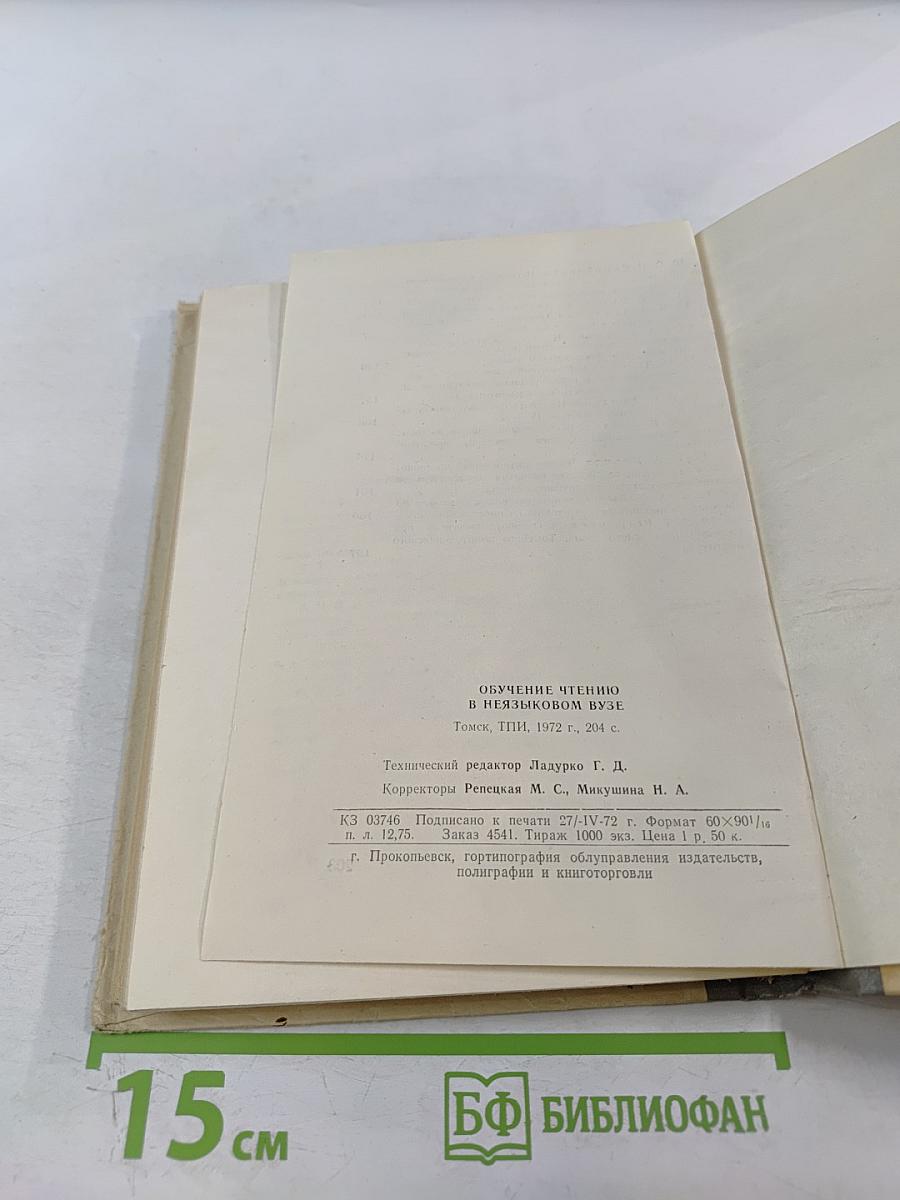 ОБУЧЕНИЕ ЧТЕНИЮ
В НЕЯЗЫКОВОМ ВУЗЕ
Томск, ТПИ, 1972 г., 204 с.
Технический редактор Ладурко Г. Д.
Корректоры Репецкая М. С., Микушина Н. А.
КЗ 03746 Подписано к печати 27/-IV-72 г. Формат 60×90¹/₁₆
п. л. 12,75. Заказ 4541. Тираж 1000 экз. Цена 1 р. 50 к.
г. Прокопьевск, гортипография облуправления издательств,
полиграфии и книготорговли
15 см
БФ БИБЛИОФАН